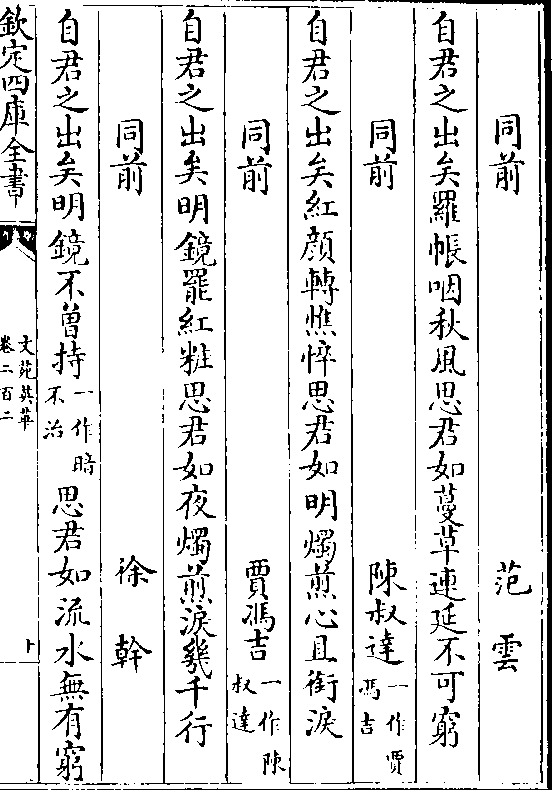 同前 范雲
自君之出矣羅帳咽秋風思君如蔓草連延不可窮
同前 陳叔達一作賈馮吉
自君之出矣紅顔轉憔悴思君如明燭煎心且銜淚
同前 賈馮吉一作陳叔達
自君之出矣明鏡罷紅粧思君如夜燭煎淚幾千行
同前 徐幹
自君之出矣明鏡不曾持一作暗不治思君如流水無有窮
欽定四庫全書 文苑英華卷二百二